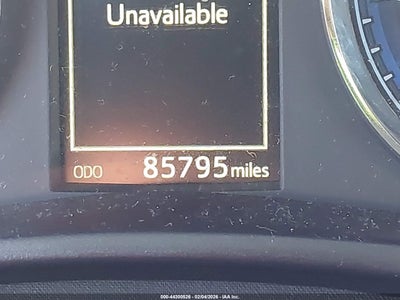 Unavailable
ODO 85795 miles
000-44300526 - 02/04/2026 - IAA Inc.